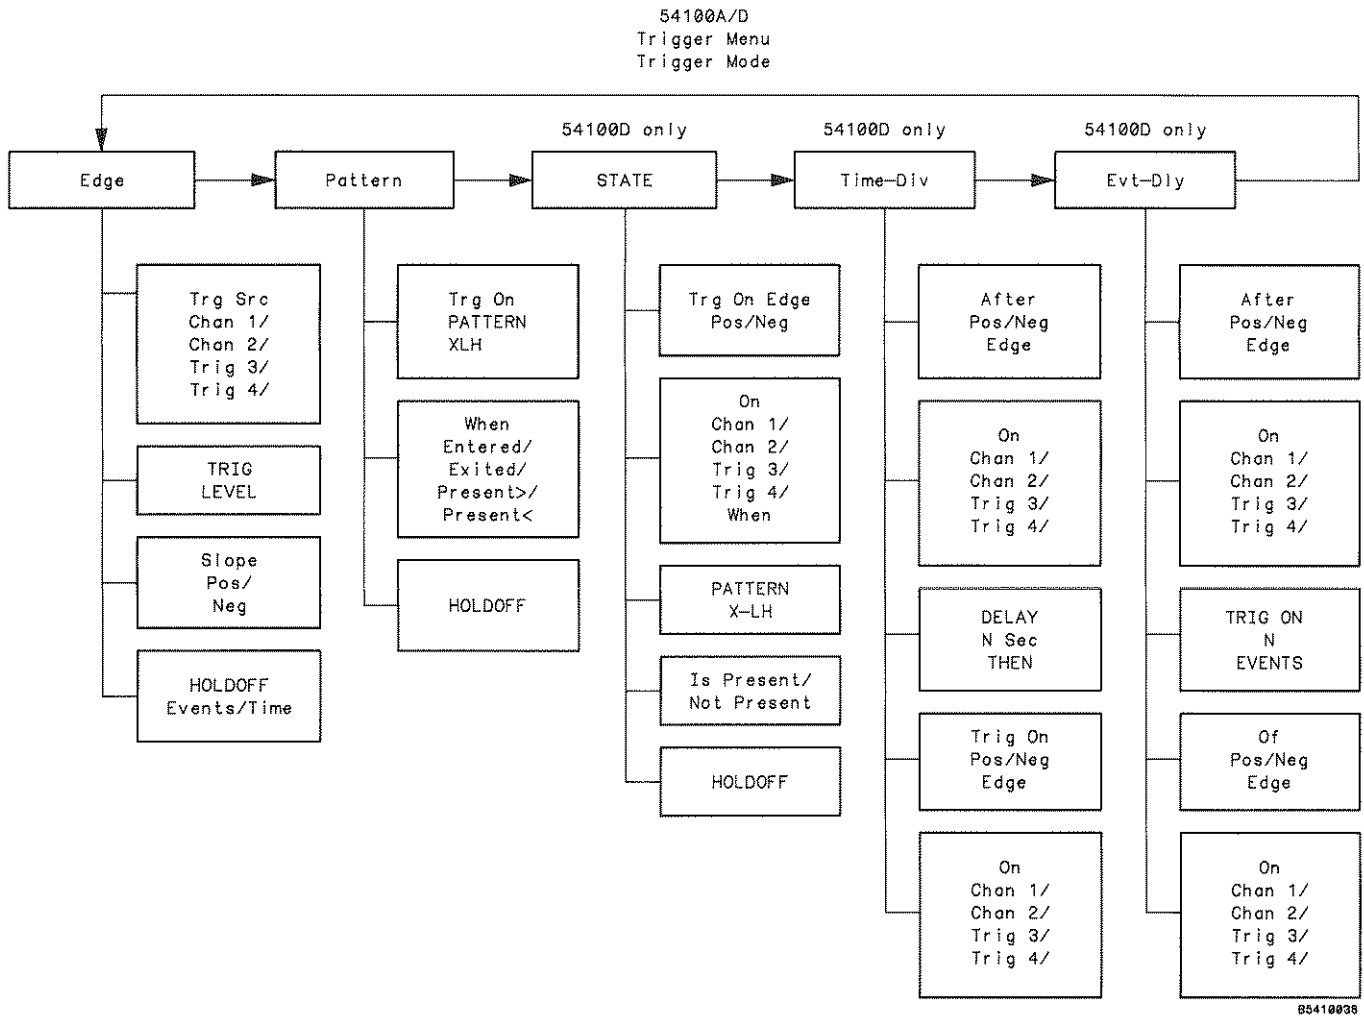 54100A/D
Trigger Menu
Trigger Mode
54100D only
54100D only
54100D only
Edge
Pattern
STATE
Time-Div
Evt-Dly
Trg Src
Chan 1/
Chan 2/
Trig 3/
Trig 4/
TRIG
LEVEL
Slope
Pos/
Neg
HOLDOFF
Events/Time
Trg On
PATTERN
XLH
When
Entered/
Exited/
Present>/
Present<
HOLDOFF
Trg On Edge
Pos/Neg
On
Chan 1/
Chan 2/
Trig 3/
Trig 4/
When
PATTERN
X-LH
Is Present/
Not Present
HOLDOFF
After
Pos/Neg
Edge
On
Chan 1/
Chan 2/
Trig 3/
Trig 4/
DELAY
N Sec
THEN
Trig On
Pos/Neg
Edge
On
Chan 1/
Chan 2/
Trig 3/
Trig 4/
After
Pos/Neg
Edge
On
Chan 1/
Chan 2/
Trig 3/
Trig 4/
TRIG ON
N
EVENTS
Of
Pos/Neg
Edge
On
Chan 1/
Chan 2/
Trig 3/
Trig 4/
B5410038